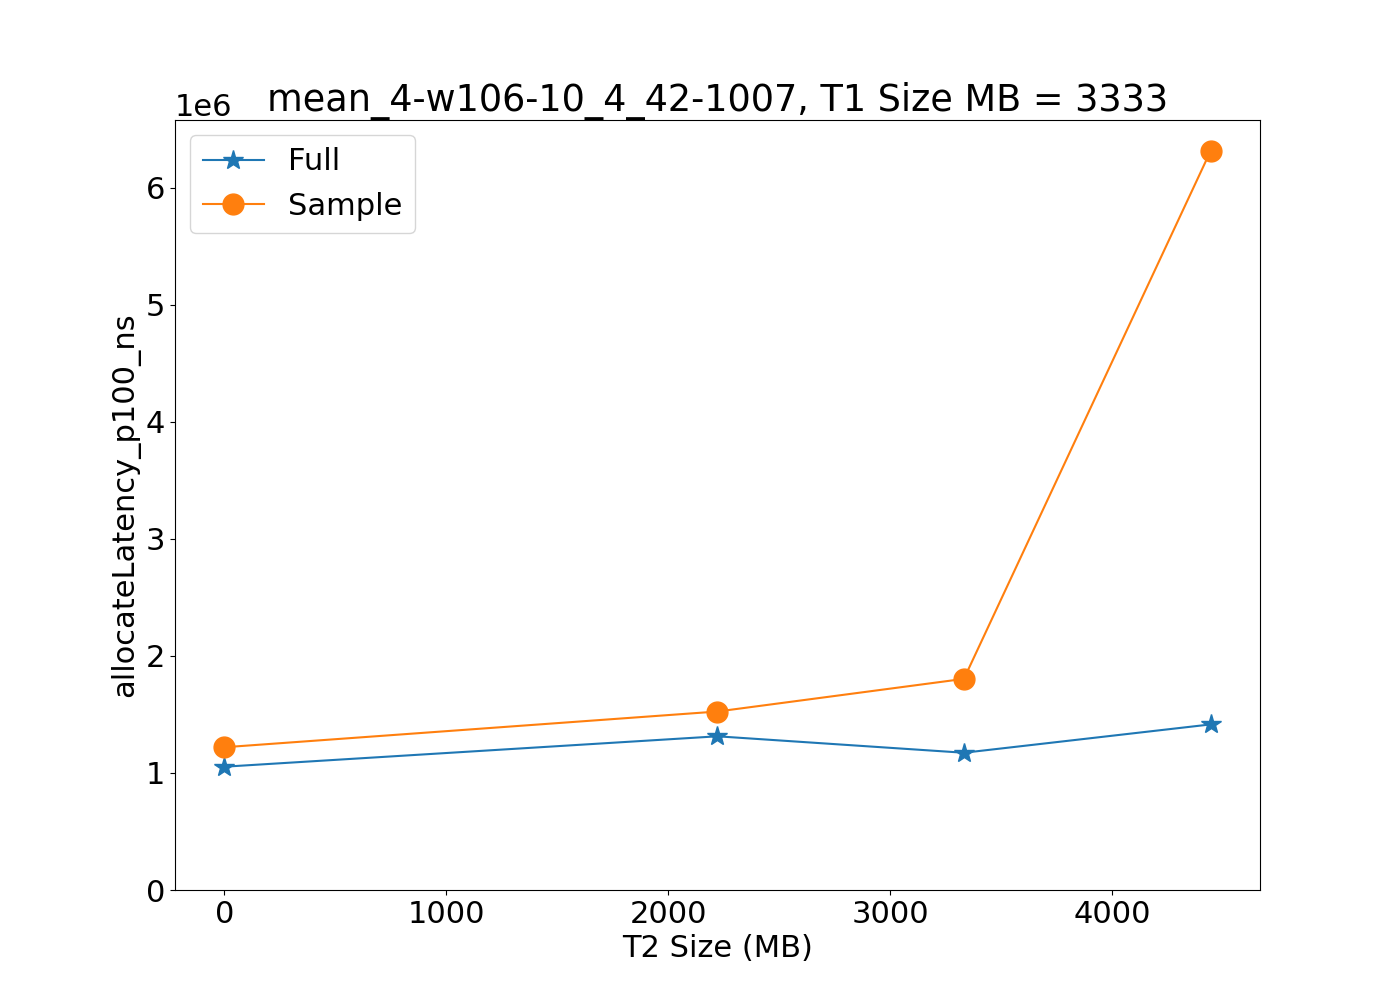 1e6
mean_4-w106-10_4_42-1007, T1 Size MB = 3333
Full
Sample
allocateLatency_p100_ns
6
5
4
3
2
1
0
0 1000 2000 3000 4000
T2 Size (MB)